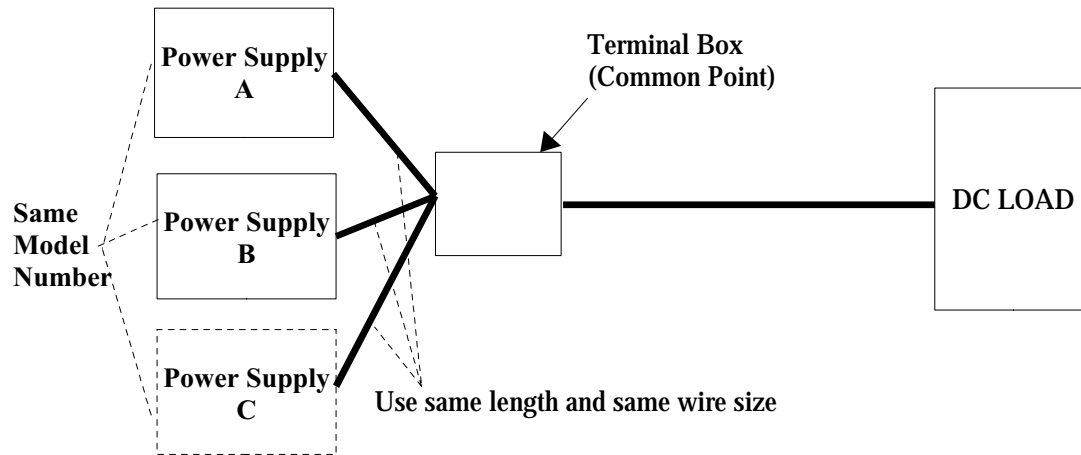 Power Supply
A
Terminal Box
(Common Point)
Same
Model
Number
Power Supply
B
DC LOAD
Power Supply
C
Use same length and same wire size